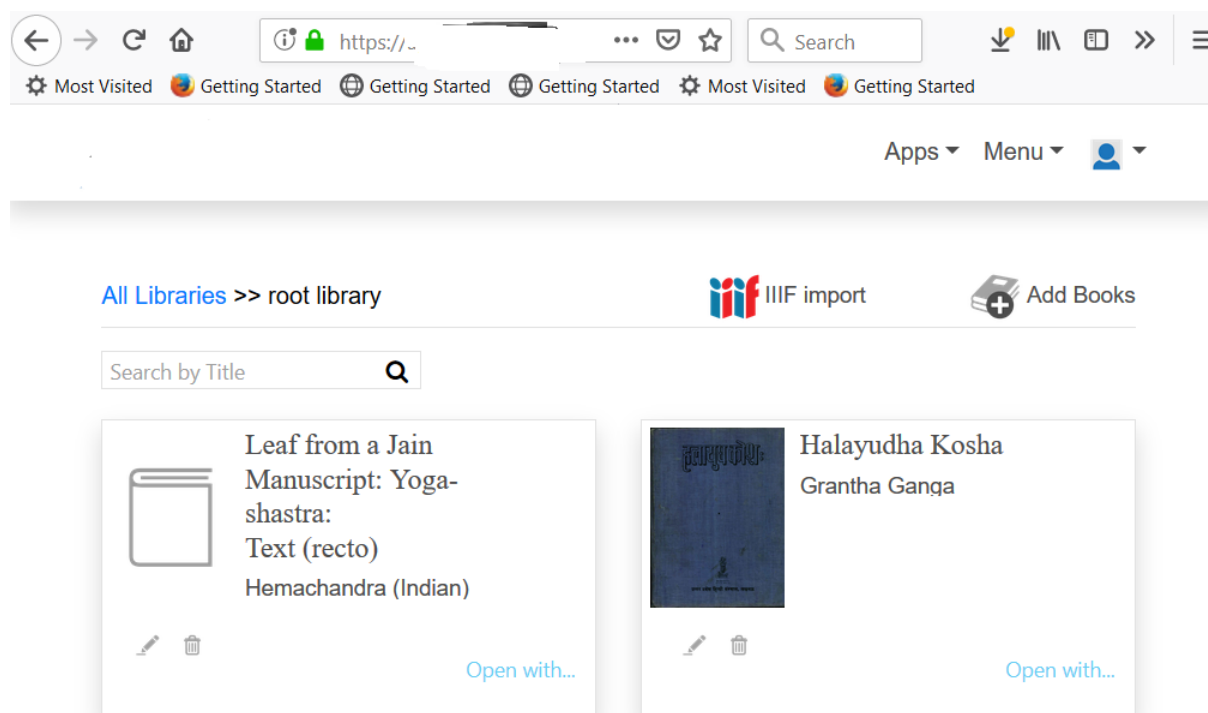 https://
Search
Most Visited Getting Started Getting Started Getting Started Most Visited Getting Started
Apps Menu
All Libraries >> root library
iiif IIIF import
Add Books
Search by Title
Leaf from a Jain
Manuscript: Yoga-
shastra:
Text (recto)
Hemachandra (Indian)
Open with...
हलायुधकोशः
Halayudha Kosha
Grantha Ganga
Open with...